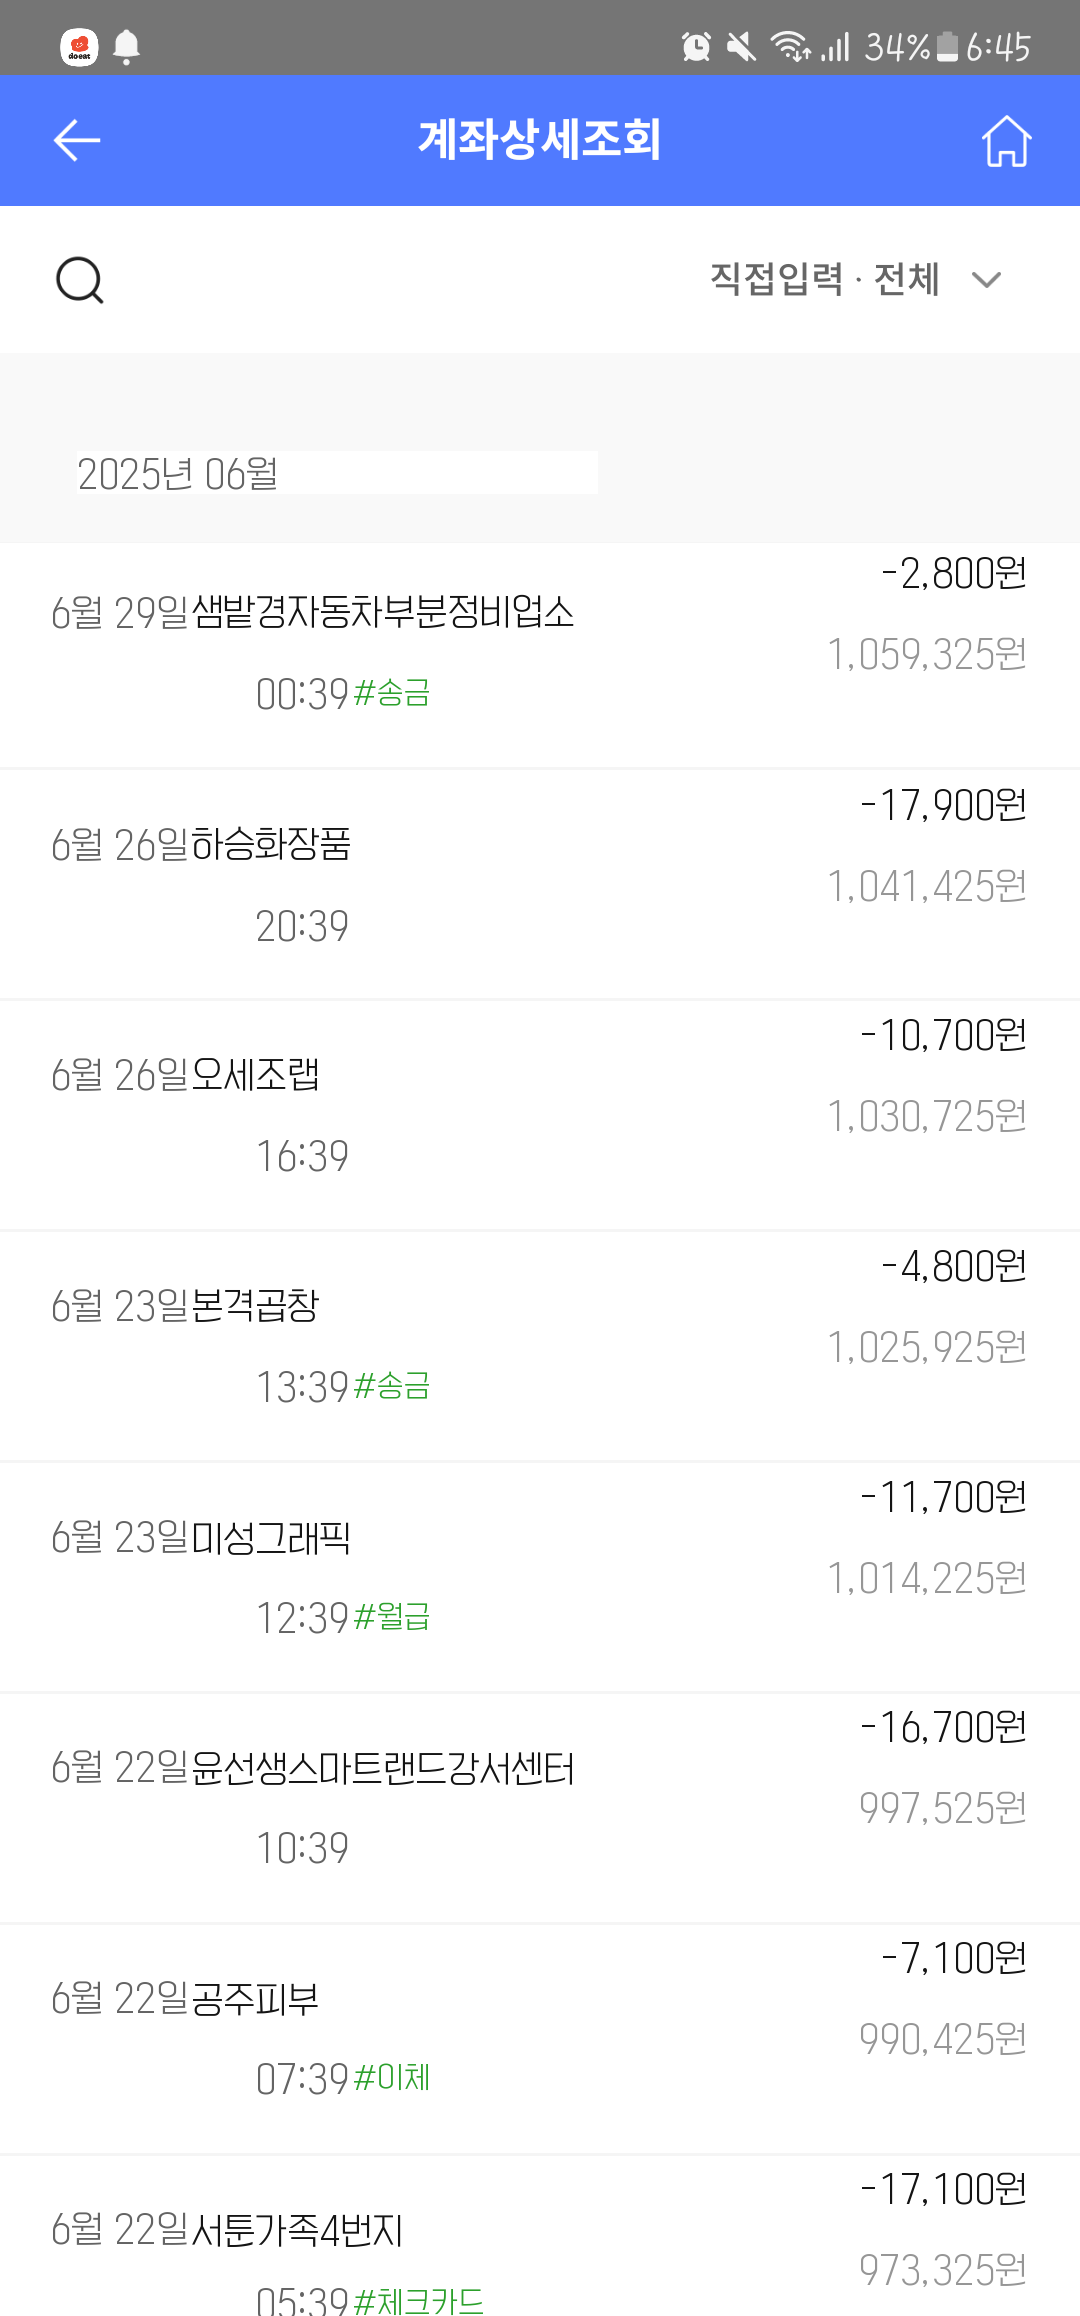 doeat 34% 6:45
계좌상세조회
직접입력 · 전체
2025년 06월
-2,800원
6월 29일 샘밭경자동차부분정비업소
1,059,325원
00:39 #송금
-17,900원
6월 26일 하승화장품
1,041,425원
20:39
-10,700원
6월 26일 오세조랩
1,030,725원
16:39
-4,800원
6월 23일 본격곱창
1,025,925원
13:39 #송금
-11,700원
6월 23일 미성그래픽
1,014,225원
12:39 #월급
-16,700원
6월 22일 윤선생스마트랜드강서센터
997,525원
10:39
-7,100원
6월 22일 공주피부
990,425원
07:39 #이체
-17,100원
6월 22일 서툰가족4번지
973,325원
05:39 #체크카드